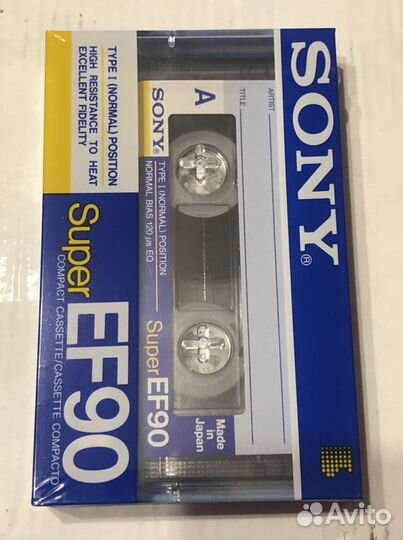 SONY®
TYPE I (NORMAL) POSITION
HIGH RESISTANCE TO HEAT
EXCELLENT FIDELITY
Super EF90
COMPACT CASSETTE/CASSETTE COMPACTO
A
TITLE
ARTIST
SONY®
TYPE I (NORMAL) POSITION
NORMAL BIAS 120 µs EQ
Super EF90
Made
in
Japan
Avito